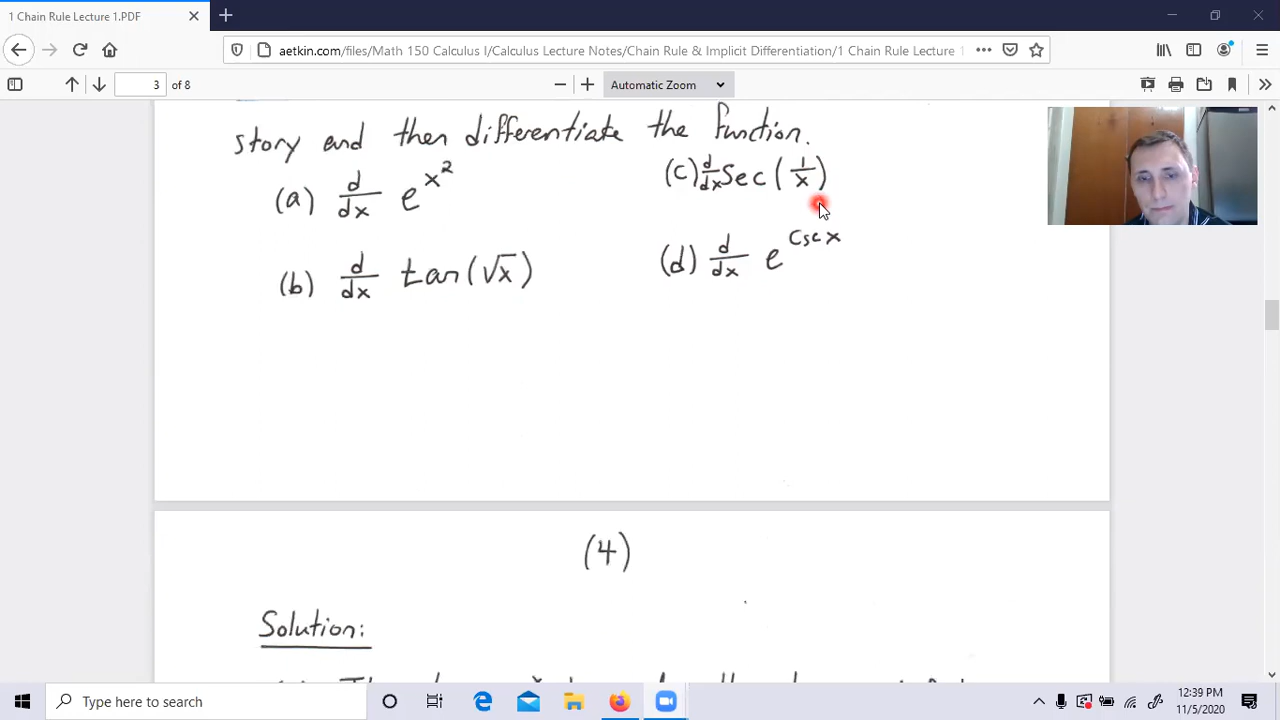 1 Chain Rule Lecture 1.PDF
aetkin.com/files/Math 150 Calculus I/Calculus Lecture Notes/Chain Rule & Implicit Differentiation/1 Chain Rule Lecture 1
3 of 8
Automatic Zoom
story and then differentiate the function.
(a) d/dx e^x^2
(c) d/dx Sec(1/x)
(b) d/dx tan(√x)
(d) d/dx e^Csc x
(4)
Solution:
Type here to search
12:39 PM
11/5/2020